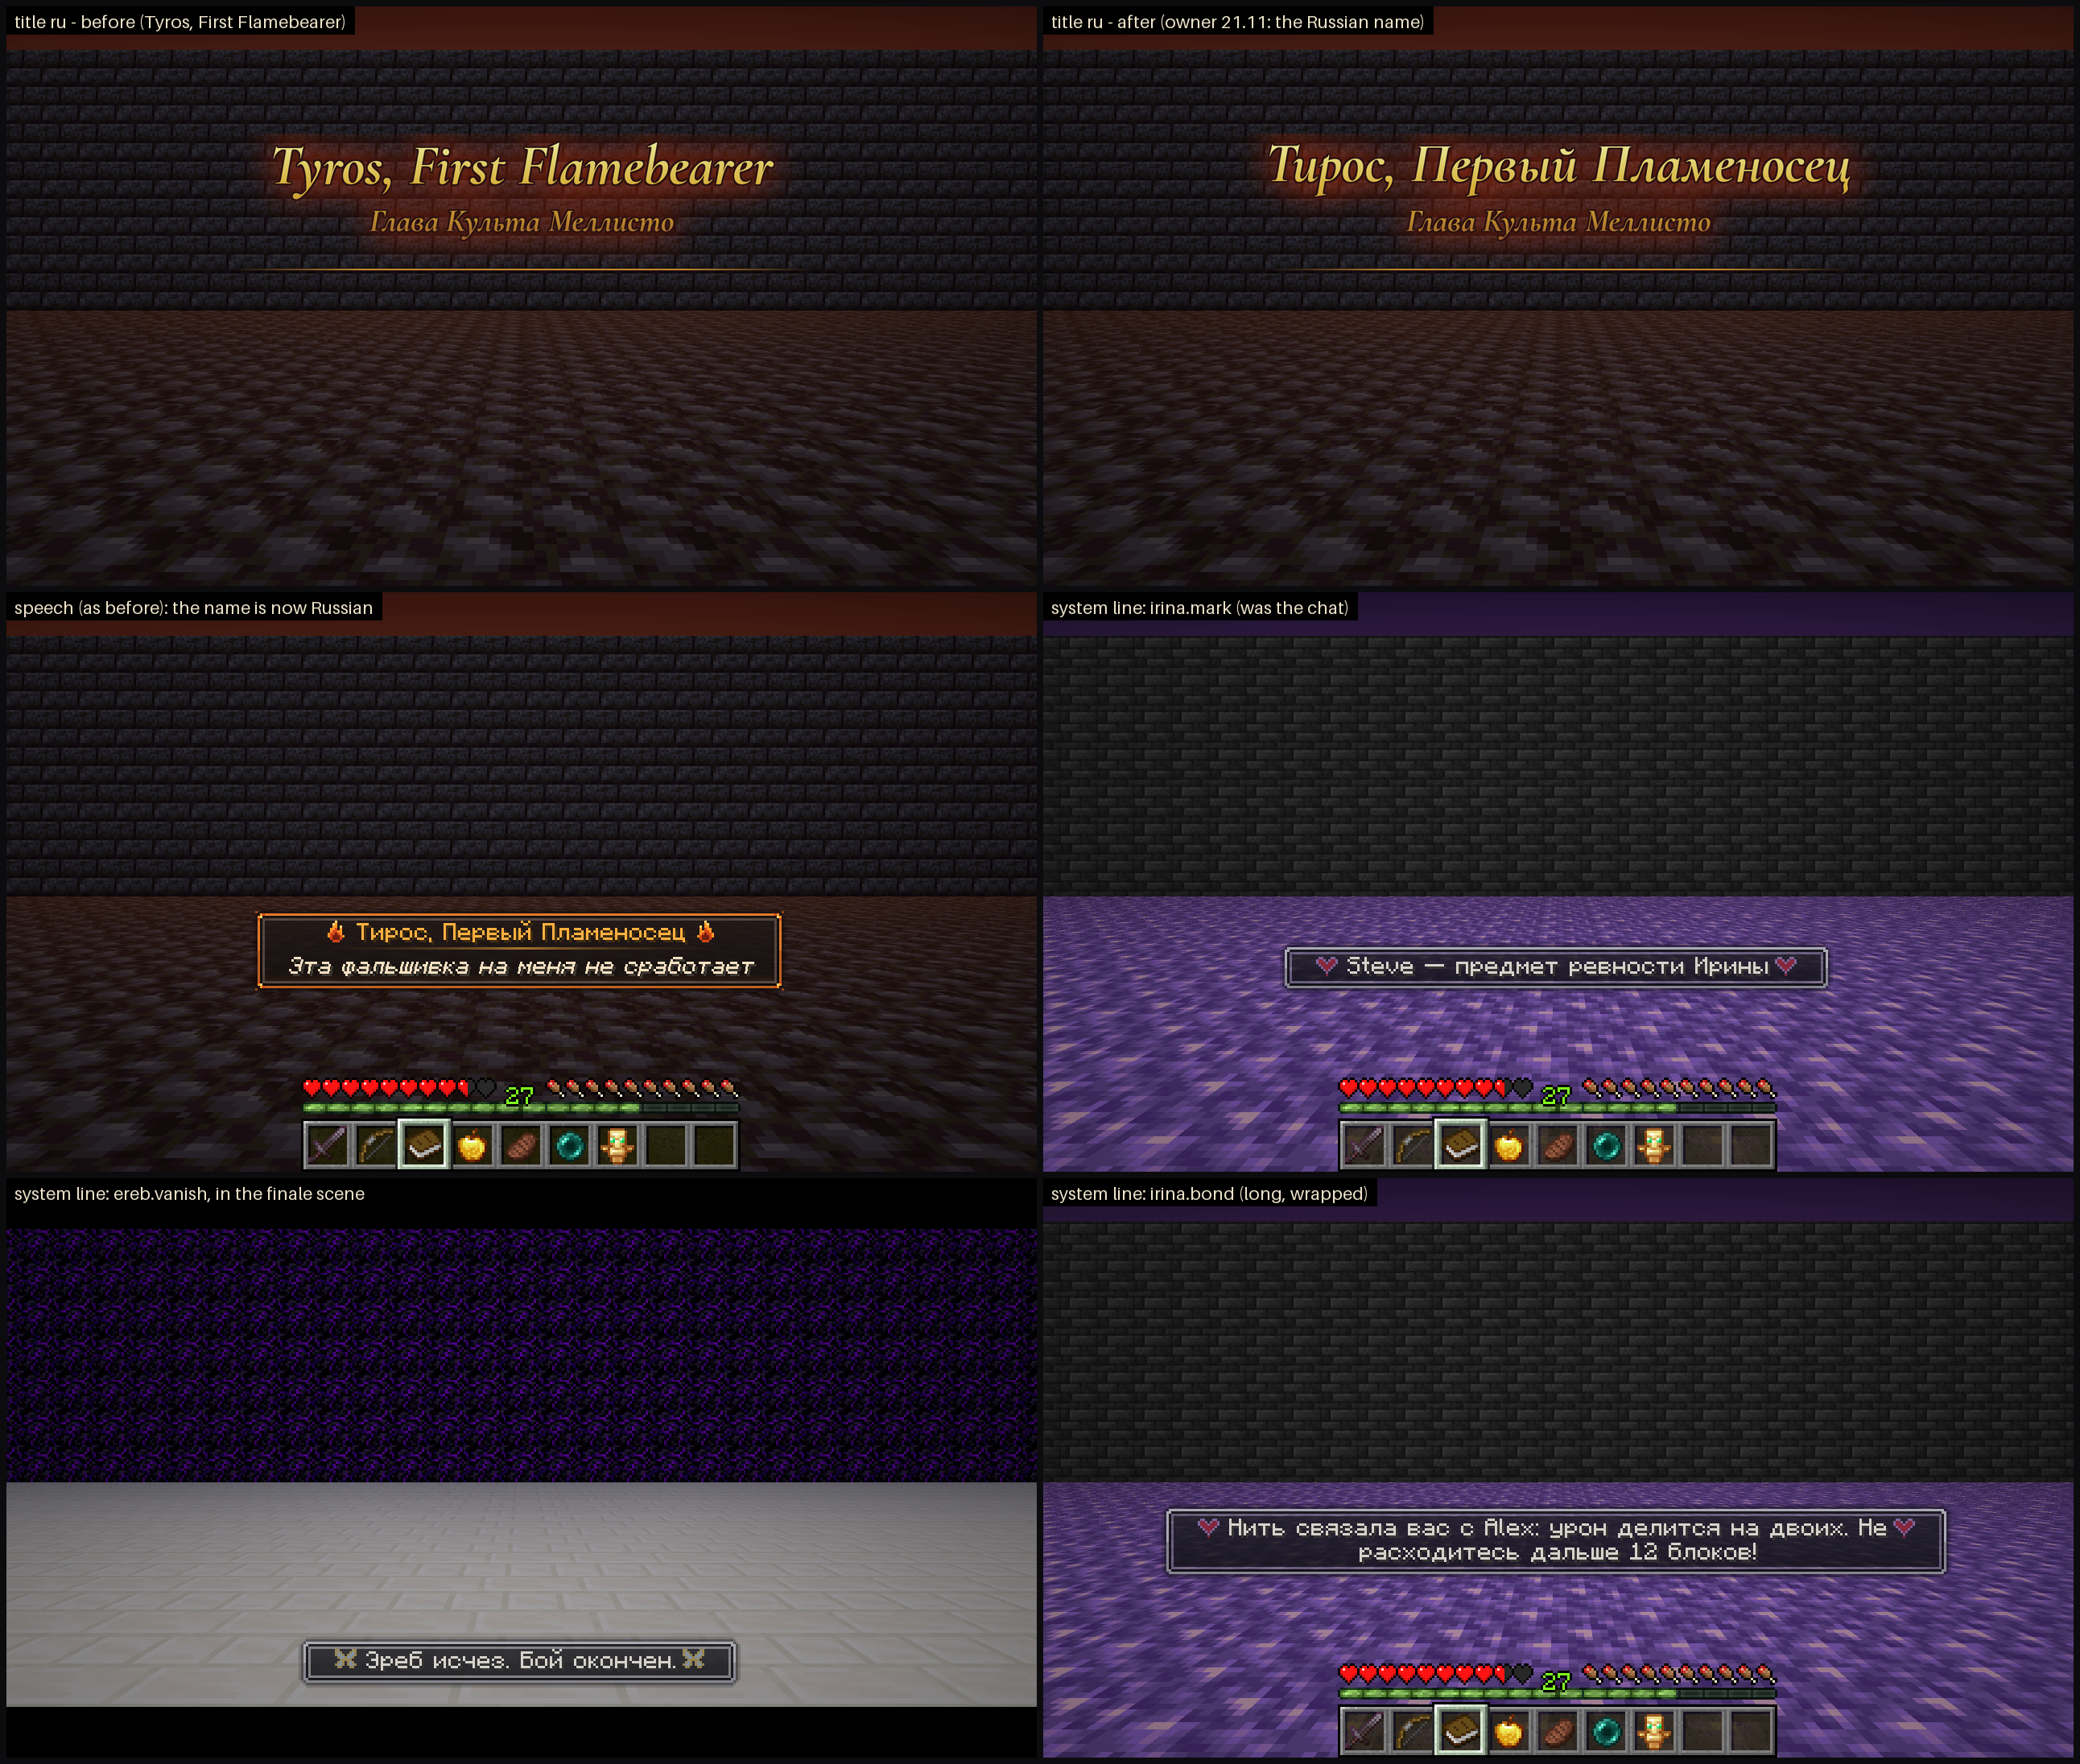 title ru - before (Tyros, First Flamebearer)
Tyros, First Flamebearer
Глава Культа Меллисто
title ru - after (owner 21.11: the Russian name)
Тирос, Первый Пламеносец
Глава Культа Меллисто
speech (as before): the name is now Russian
Тирос, Первый Пламеносец
Эта фальшивка на меня не сработает
27
system line: irina.mark (was the chat)
Steve — предмет ревности Ирины
27
system line: ereb.vanish, in the finale scene
Эреб исчез. Бой окончен.
system line: irina.bond (long, wrapped)
Нить связала вас с Alex: урон делится на двоих. Не
расходитесь дальше 12 блоков!
27